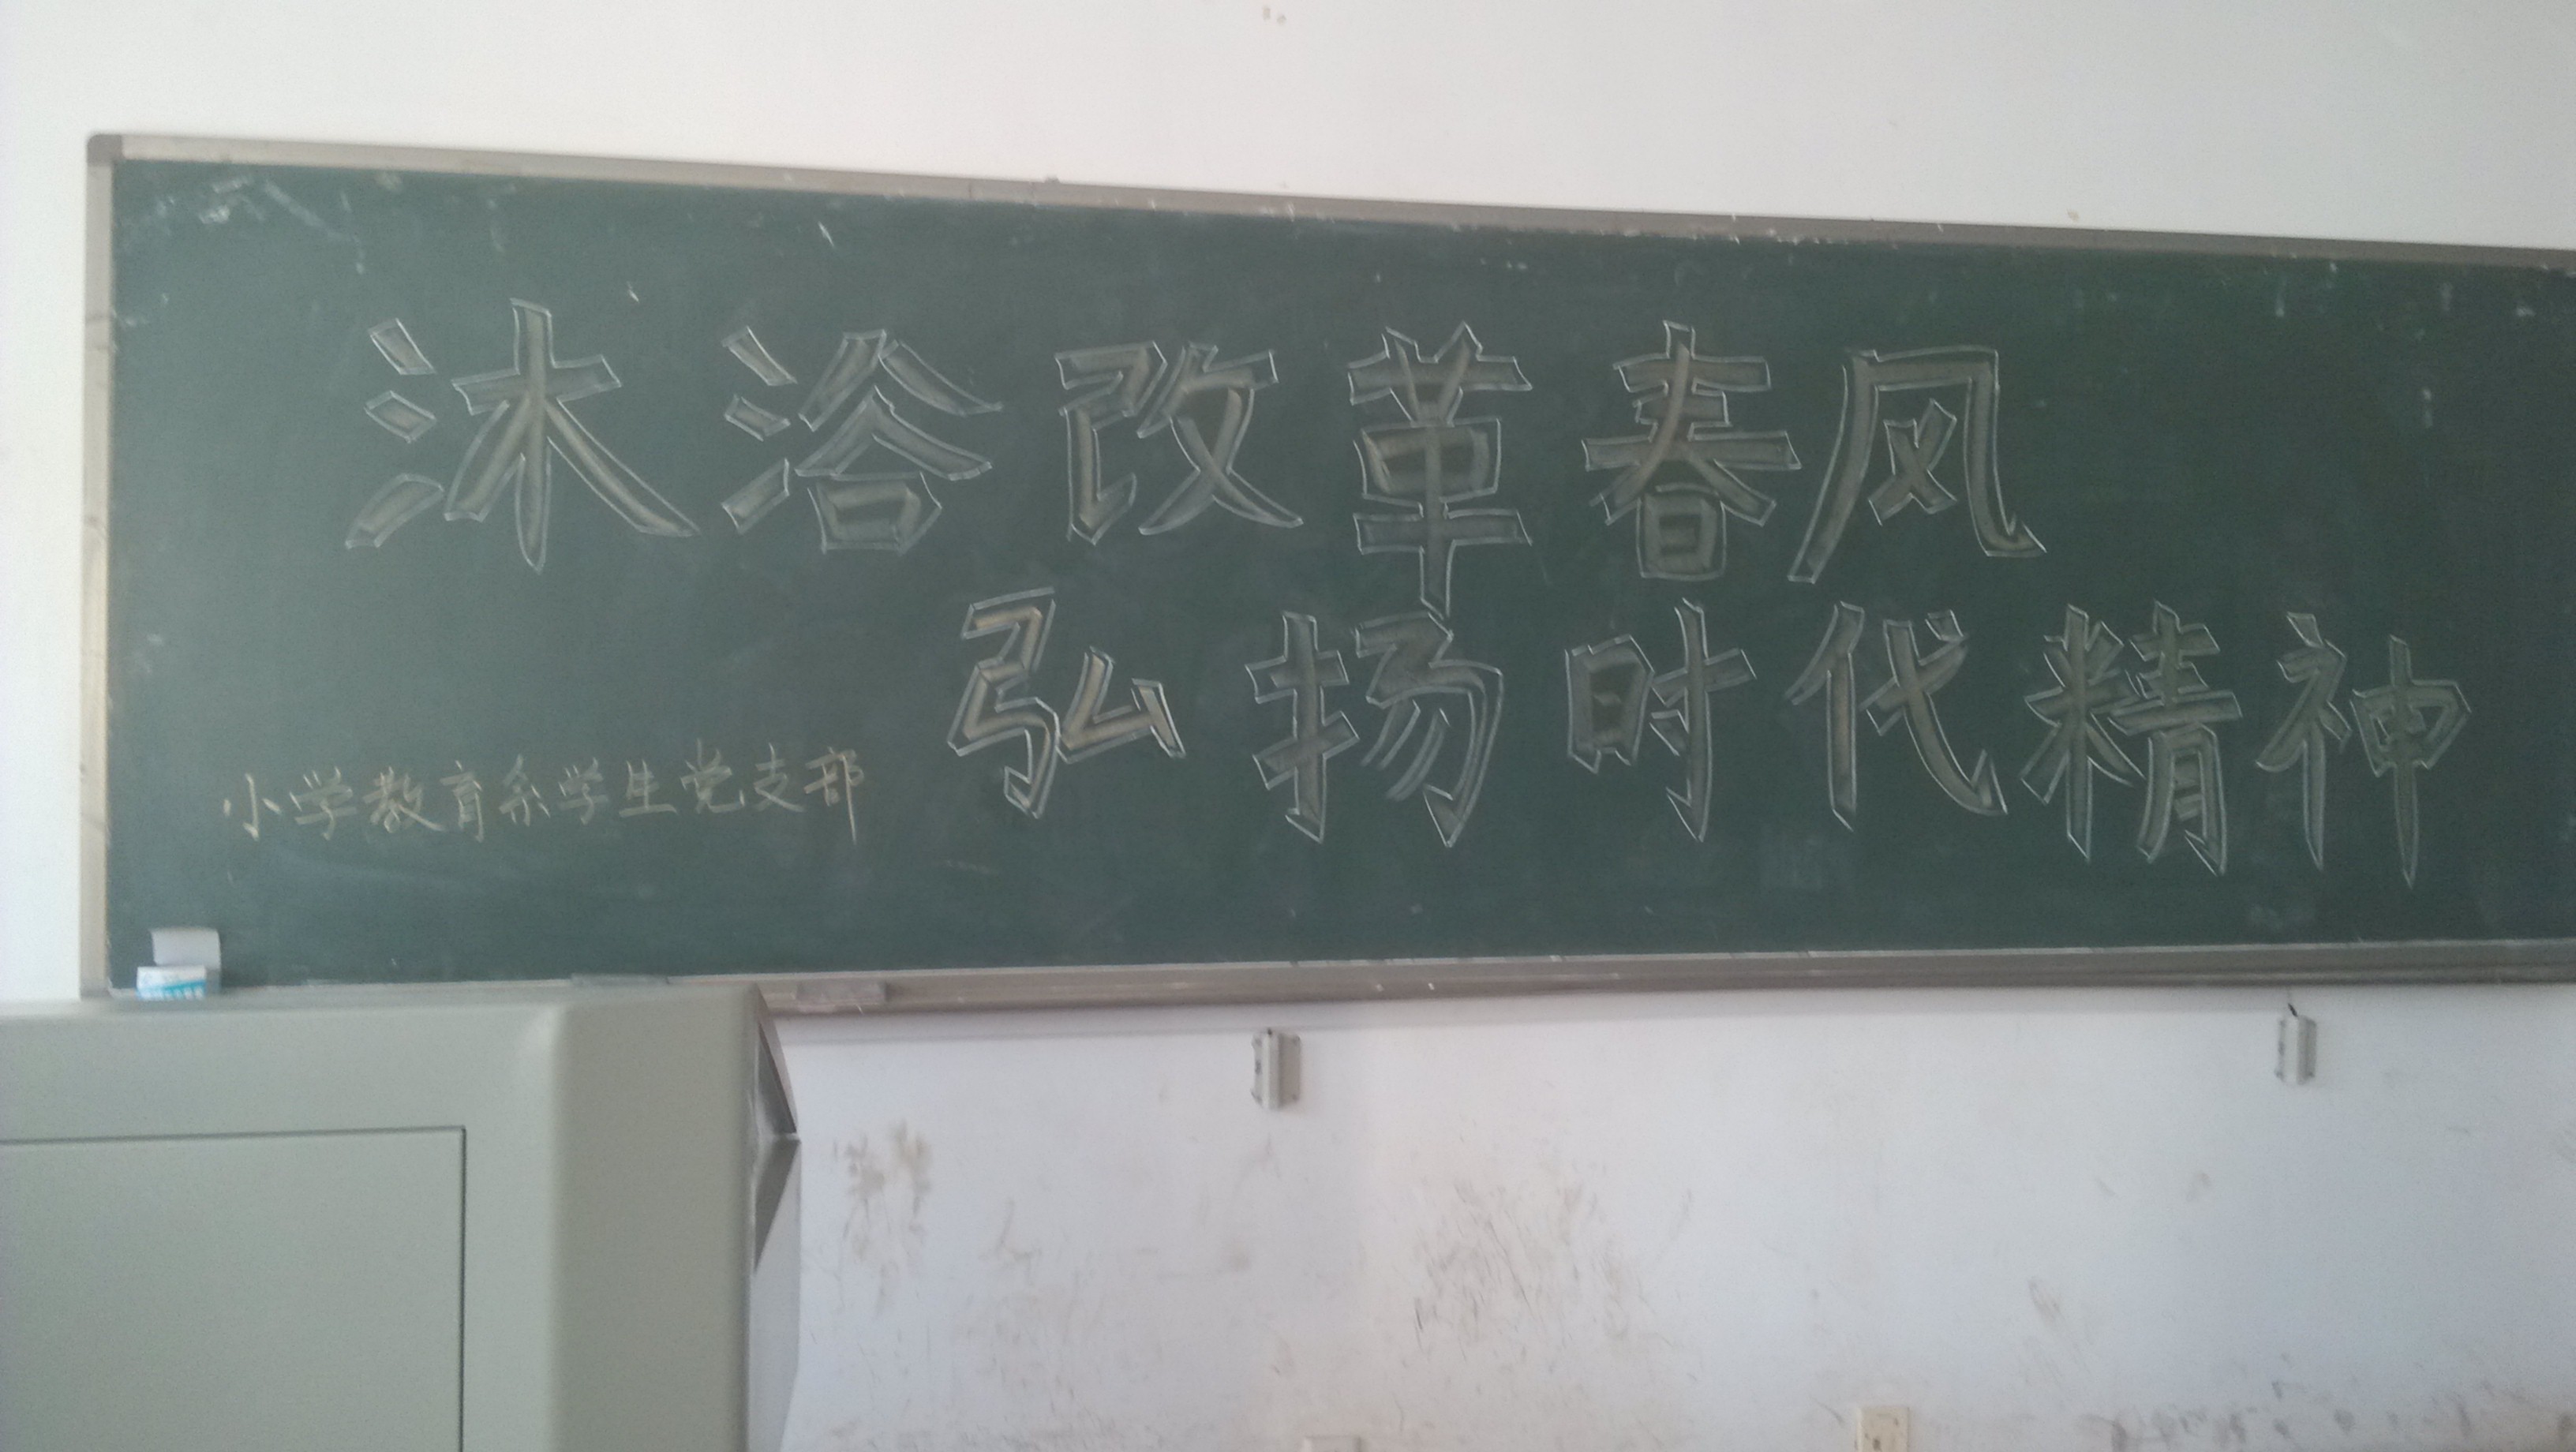 沐浴改革春风
弘扬时代精神
小学教育系学生党支部